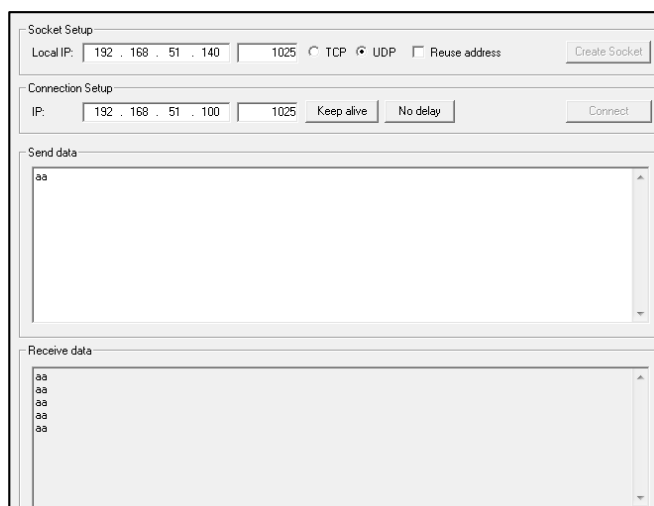 Socket Setup
Local IP: 192 . 168 . 51 . 140 1025 TCP UDP Reuse address Create Socket
Connection Setup
IP: 192 . 168 . 51 . 100 1025 Keep alive No delay Connect
Send data
aa
Receive data
aa
aa
aa
aa
aa